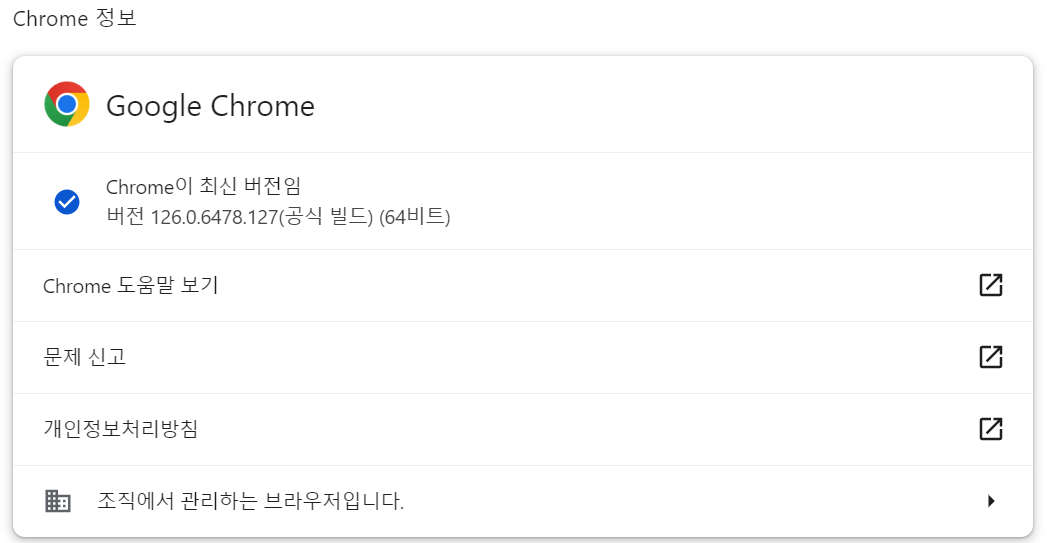 Chrome 정보
Google Chrome
Chrome이 최신 버전임
버전 126.0.6478.127(공식 빌드) (64비트)
Chrome 도움말 보기
문제 신고
개인정보처리방침
조직에서 관리하는 브라우저입니다.